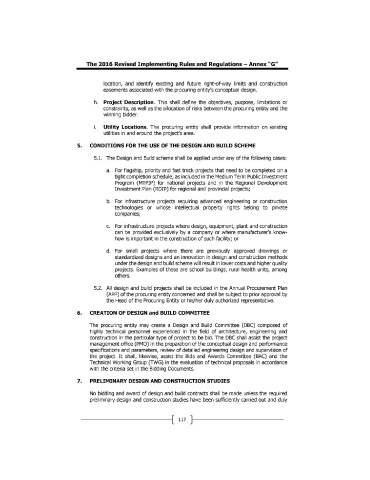 The 2016 Revised Implementing Rules and Regulations – Annex "G"
location, and identify existing and future right-of-way limits and construction
easements associated with the procuring entity's conceptual design.
h. Project Description. This shall define the objectives, purpose, limitations or
constraints, as well as the allocation of risks between the procuring entity and the
winning bidder.
i. Utility Locations. The procuring entity shall provide information on existing
utilities in and around the project's area.
5. CONDITIONS FOR THE USE OF THE DESIGN AND BUILD SCHEME
5.1. The Design and Build scheme shall be applied under any of the following cases:
a. For flagship, priority and fast track projects that need to be completed on a
tight completion schedule, as included in the Medium Term Public Investment
Program (MTPIP) for national projects and in the Regional Development
Investment Plan (RDIP) for regional and provincial projects;
b. For infrastructure projects requiring advanced engineering or construction
technologies or whose intellectual property rights belong to private
companies;
c. For infrastructure projects where design, equipment, plant and construction
can be provided exclusively by a company or where manufacturer's know-
how is important in the construction of such facility; or
d. For small projects where there are previously approved drawings or
standardized designs and an innovation in design and construction methods
under the design and build scheme will result in lower costs and higher quality
projects. Examples of these are school buildings, rural health units, among
others.
5.2. All design and build projects shall be included in the Annual Procurement Plan
(APP) of the procuring entity concerned and shall be subject to prior approval by
the Head of the Procuring Entity or his/her duly authorized representative.
6. CREATION OF DESIGN and BUILD COMMITTEE
The procuring entity may create a Design and Build Committee (DBC) composed of
highly technical personnel experienced in the field of architecture, engineering and
construction in the particular type of project to be bid. The DBC shall assist the project
management office (PMO) in the preparation of the conceptual design and performance
specifications and parameters, review of detailed engineering design and supervision of
the project. It shall, likewise, assist the Bids and Awards Committee (BAC) and the
Technical Working Group (TWG) in the evaluation of technical proposals in accordance
with the criteria set in the Bidding Documents.
7. PRELIMINARY DESIGN AND CONSTRUCTION STUDIES
No bidding and award of design and build contracts shall be made unless the required
preliminary design and construction studies have been sufficiently carried out and duly
117